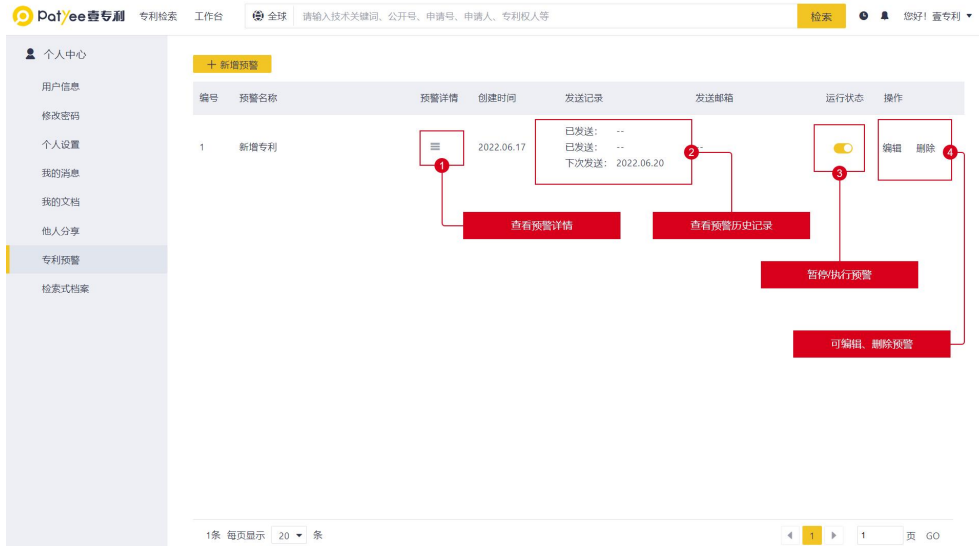 Patyee壹专利 专利检索 工作台 全球 请输入技术关键词、公开号、申请号、申请人、专利权人等 检索 您好！壹专利
个人中心
用户信息
修改密码
个人设置
我的消息
我的文档
他人分享
专利预警
检索式档案
＋新增预警
编号 预警名称 预警详情 创建时间 发送记录 发送邮箱 运行状态 操作
已发送： --
1 新增专利 2022.06.17 已发送： -- -- 编辑 删除
下次发送： 2022.06.20
1 2 3 4
查看预警详情 查看预警历史记录
暂停/执行预警
可编辑、删除预警
1条 每页显示 20 条 1 1 页 GO